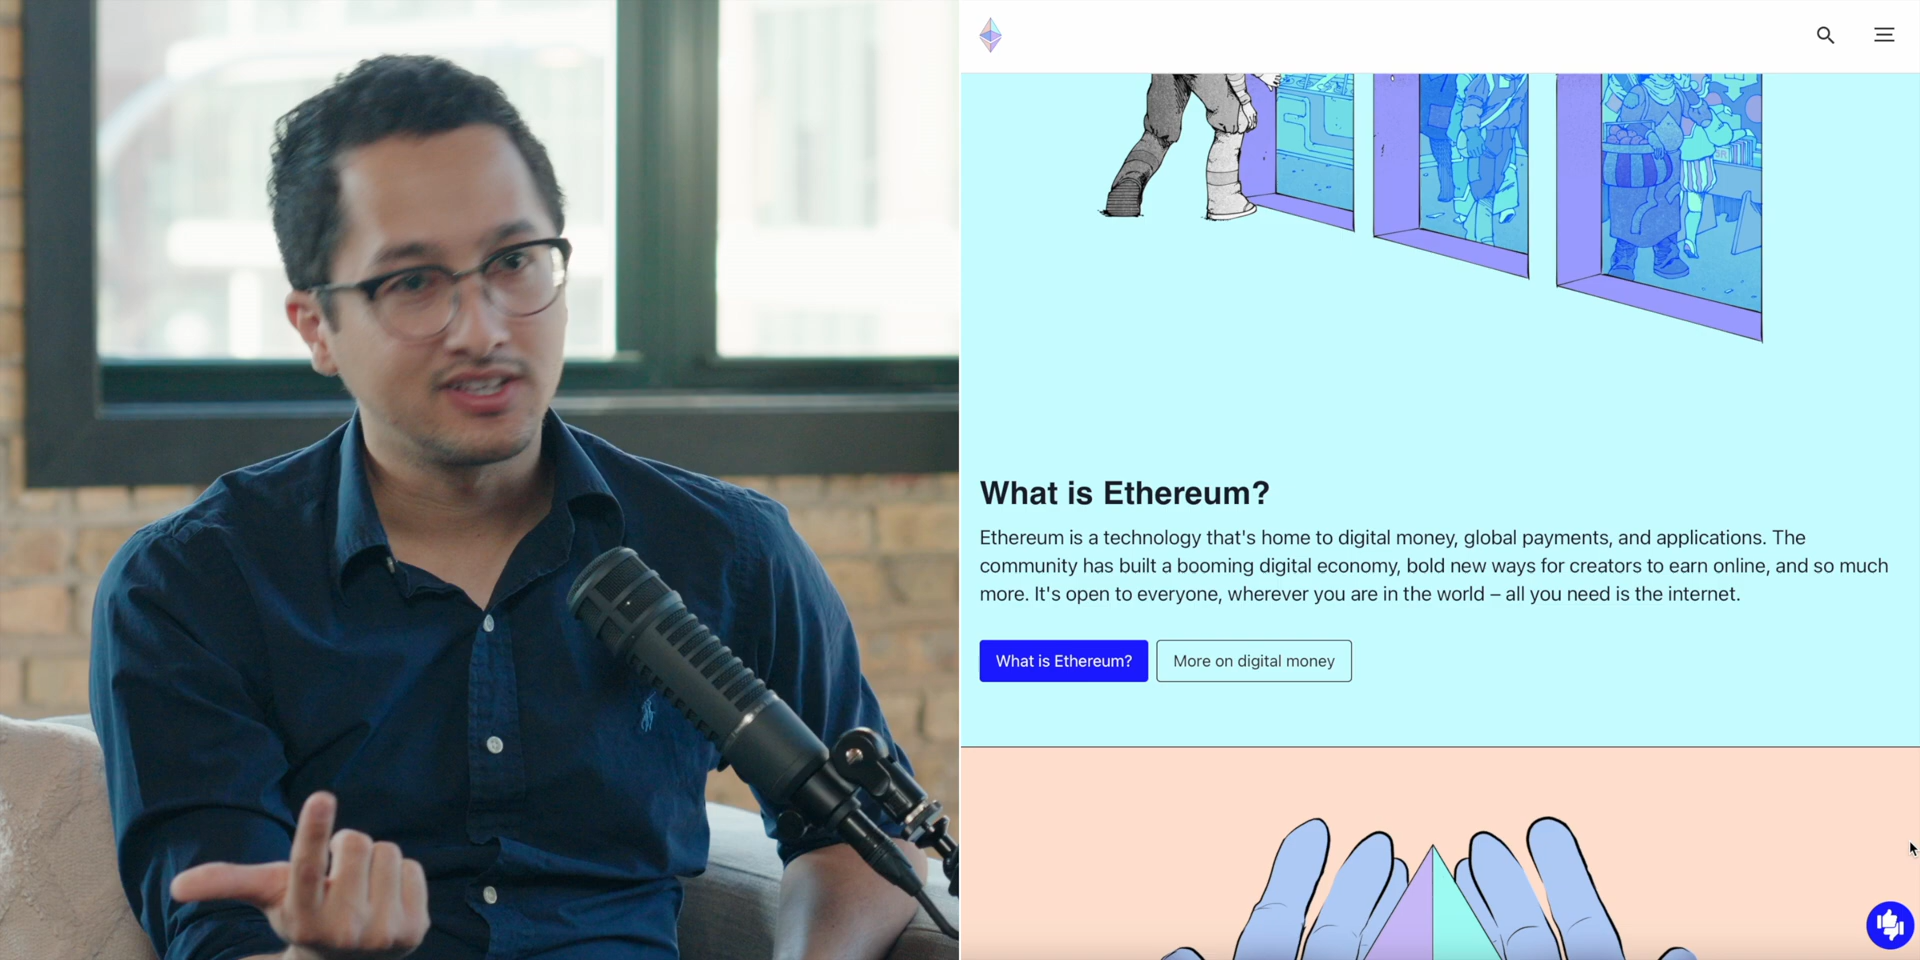 What is Ethereum?
Ethereum is a technology that's home to digital money, global payments, and applications. The
community has built a booming digital economy, bold new ways for creators to earn online, and so much
more. It's open to everyone, wherever you are in the world – all you need is the internet.
What is Ethereum?
More on digital money